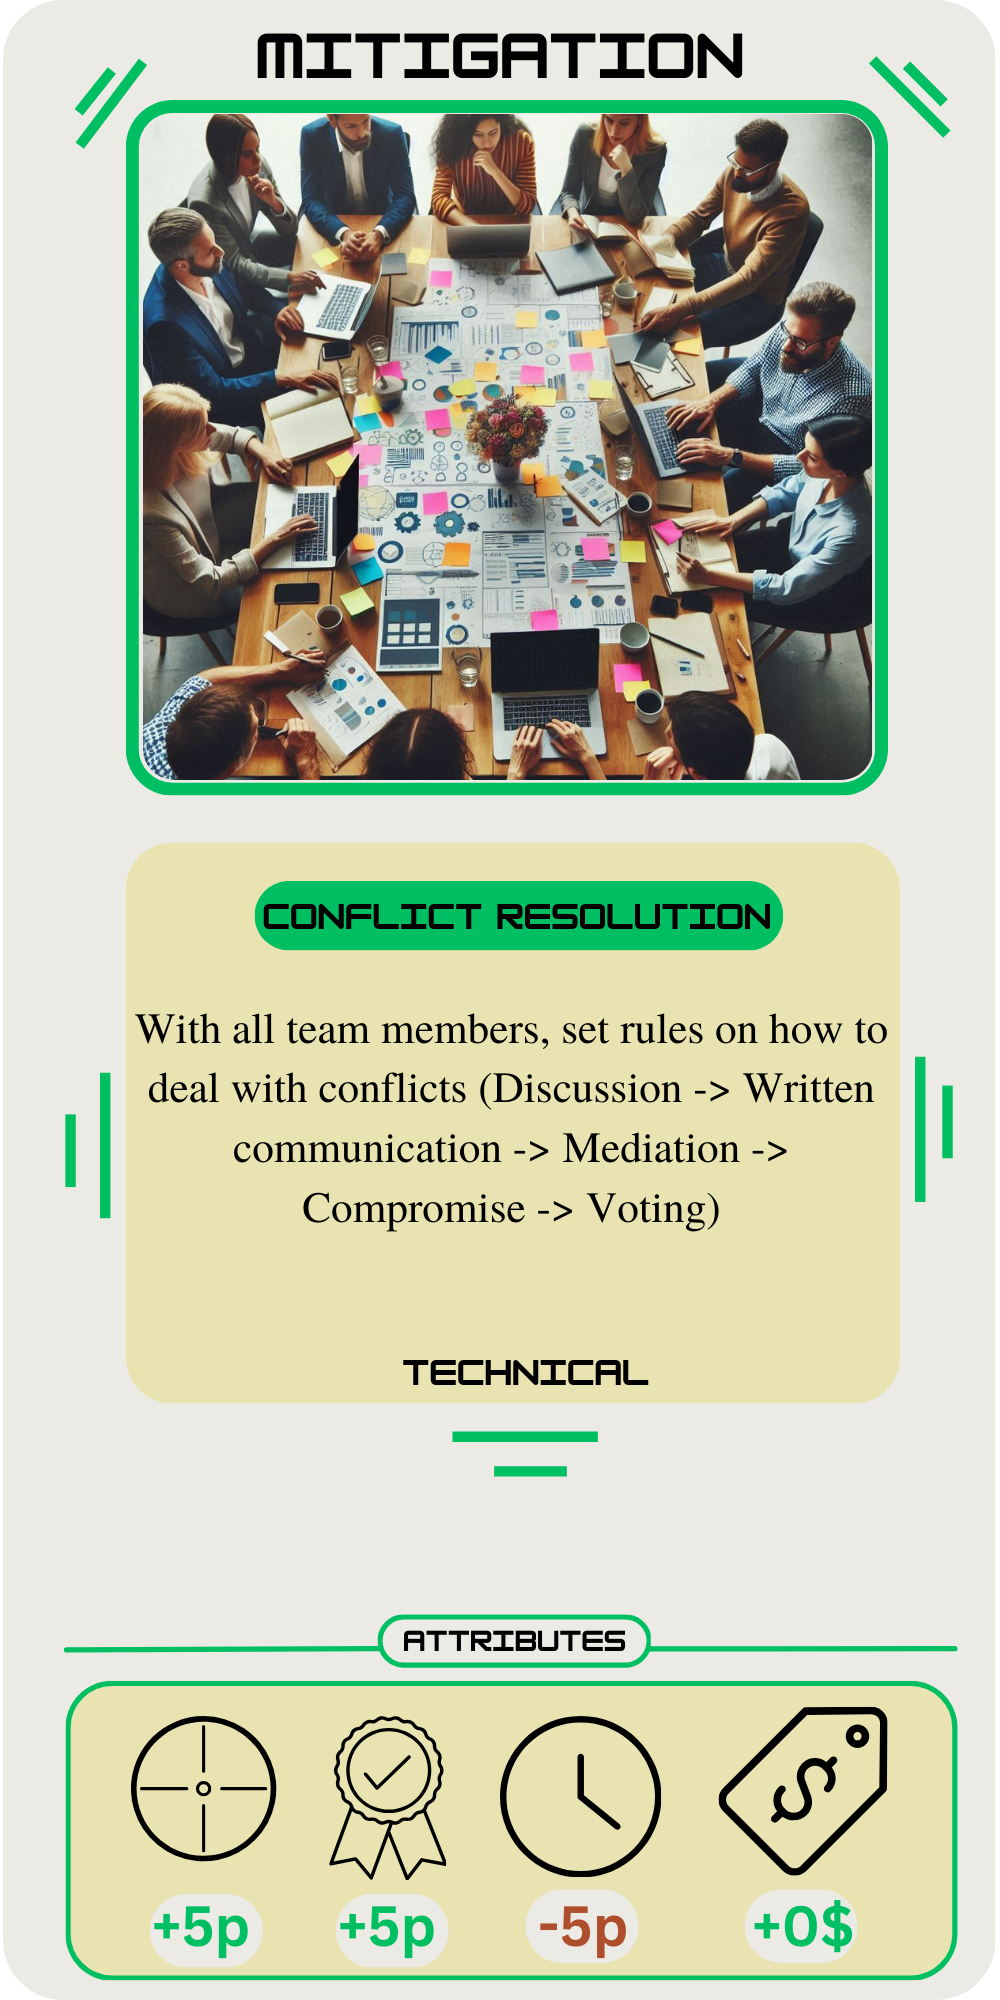 MITIGATION
CONFLICT RESOLUTION
With all team members, set rules on how to
deal with conflicts (Discussion -> Written
communication -> Mediation ->
Compromise -> Voting)
TECHNICAL
ATTRIBUTES
+5p +5p -5p +0$